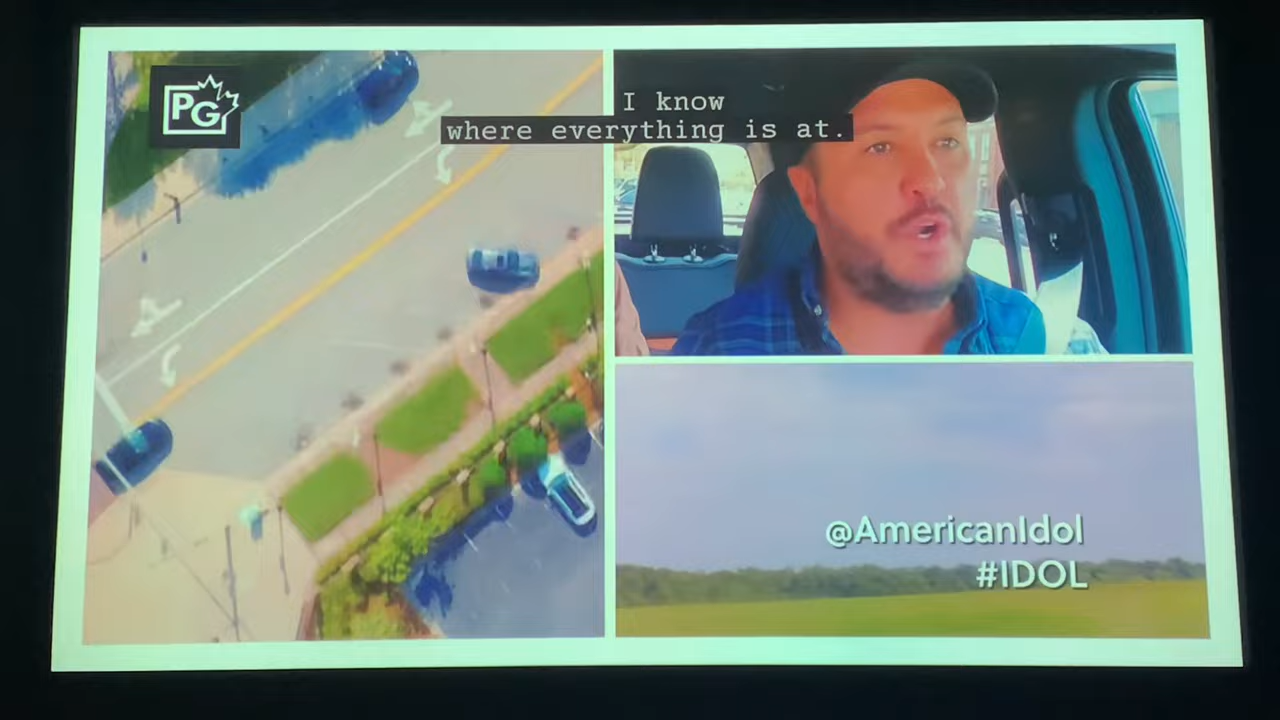 PG
I know
where everything is at.
@AmericanIdol
#IDOL